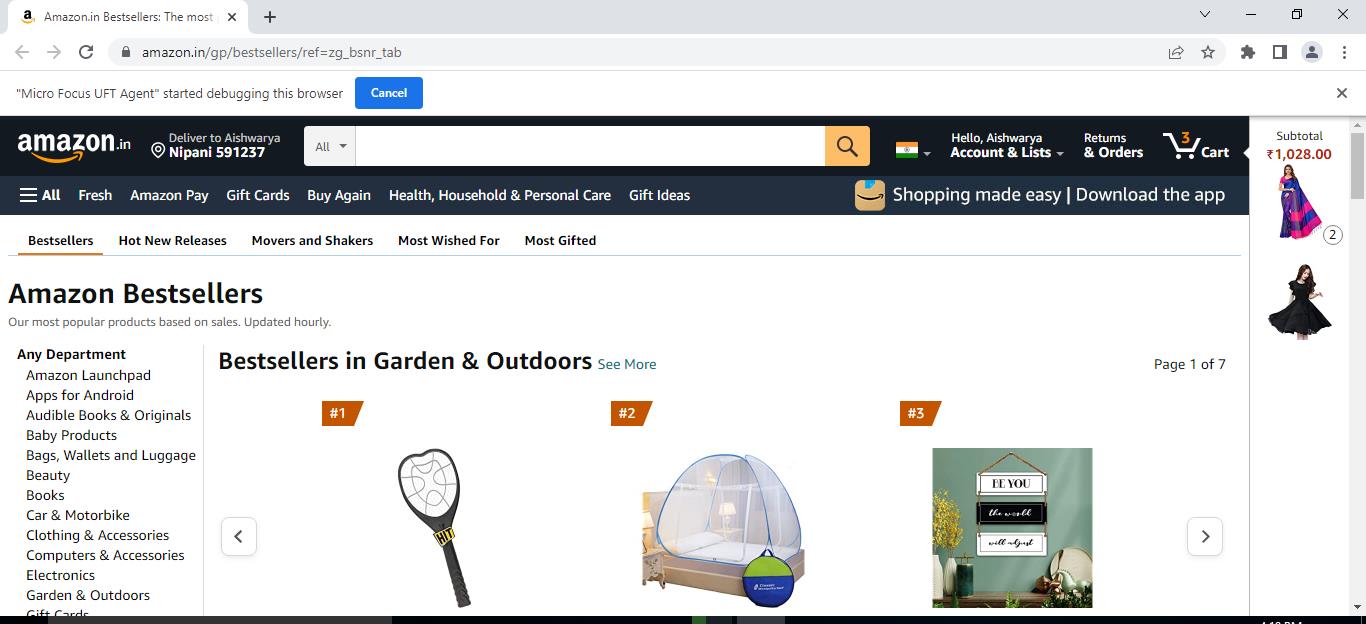 Amazon.in Bestsellers: The most
amazon.in/gp/bestsellers/ref=zg_bsnr_tab
"Micro Focus UFT Agent" started debugging this browser
Cancel
amazon.in
Deliver to Aishwarya
Nipani 591237
All
Hello, Aishwarya
Account & Lists
Returns
& Orders
3
Cart
Subtotal
₹1,028.00
2
All
Fresh
Amazon Pay
Gift Cards
Buy Again
Health, Household & Personal Care
Gift Ideas
Shopping made easy | Download the app
Bestsellers
Hot New Releases
Movers and Shakers
Most Wished For
Most Gifted
Amazon Bestsellers
Our most popular products based on sales. Updated hourly.
Any Department
Amazon Launchpad
Apps for Android
Audible Books & Originals
Baby Products
Bags, Wallets and Luggage
Beauty
Books
Car & Motorbike
Clothing & Accessories
Computers & Accessories
Electronics
Garden & Outdoors
Gift Cards
Bestsellers in Garden & Outdoors See More
Page 1 of 7
#1
HIT
#2
#3
BE YOU
the world
will adjust